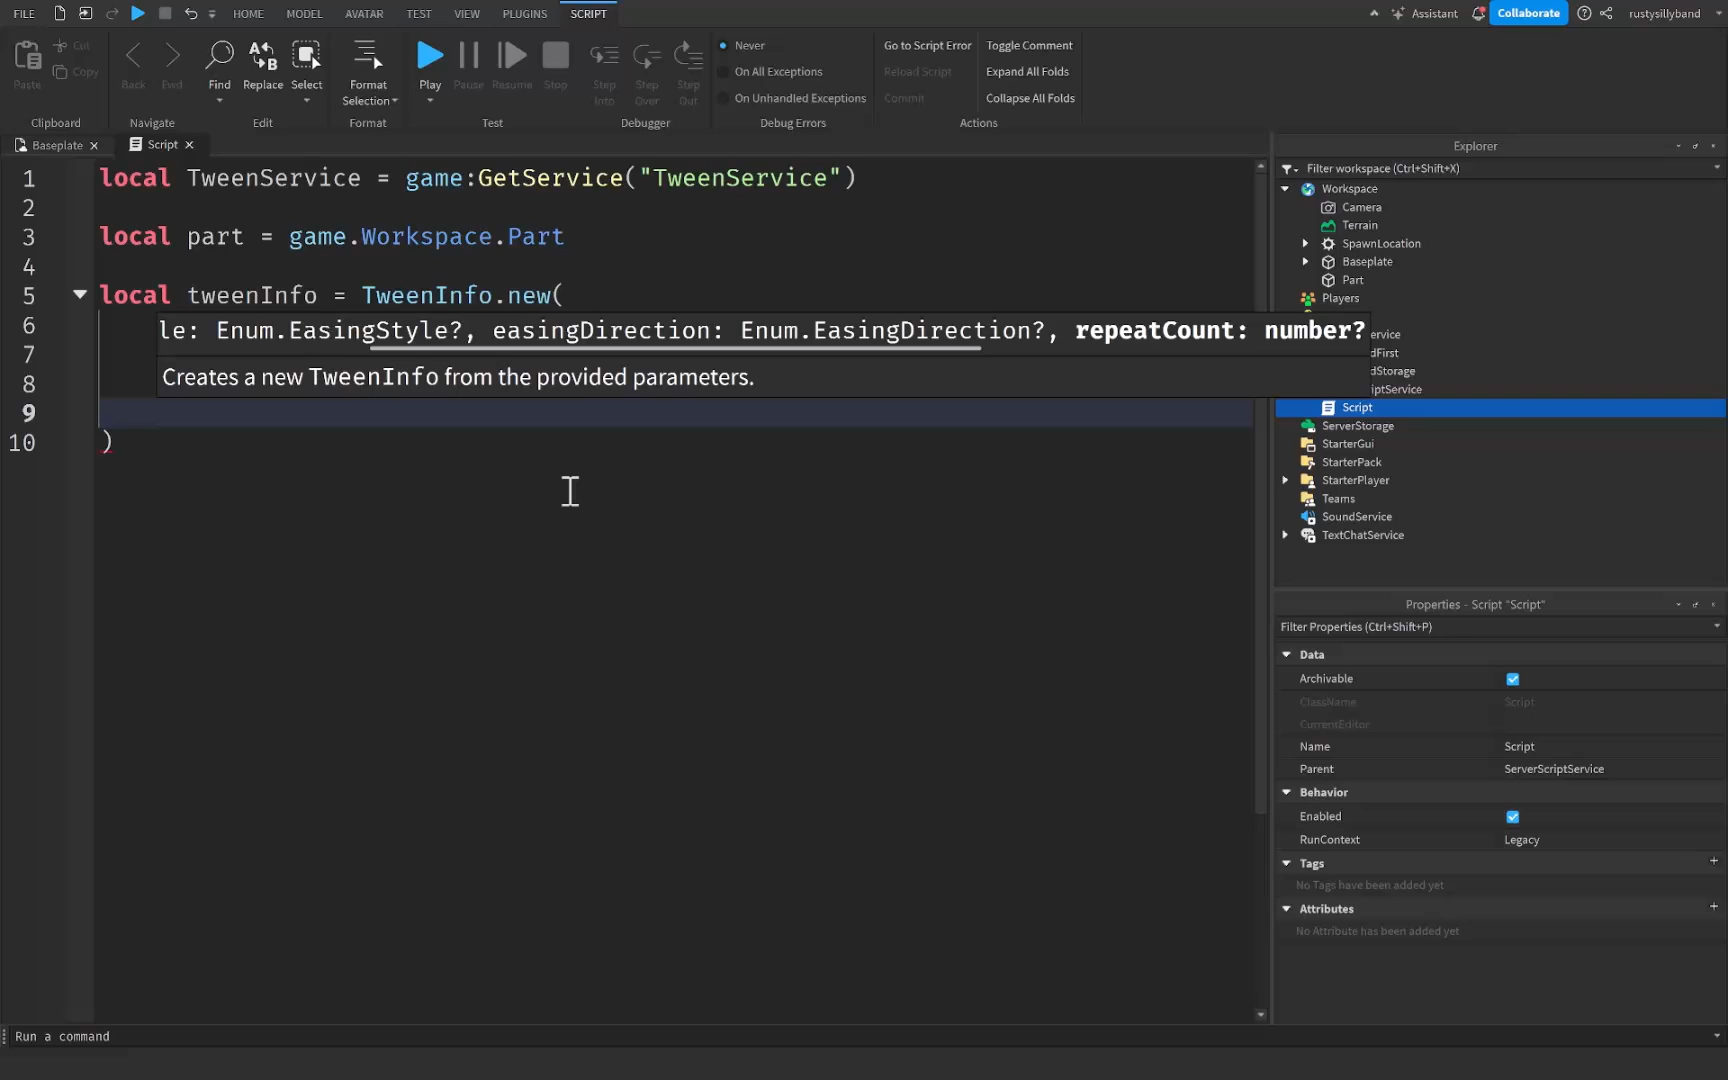 FILE HOME MODEL AVATAR TEST VIEW PLUGINS SCRIPT Assistant Collaborate rustysillyband
Paste Cut Copy Back Fwd Find Replace Select Format Selection Play Pause Resume Stop Step Into Step Over Step Out
Never
On All Exceptions
On Unhandled Exceptions
Go to Script Error Toggle Comment
Reload Script Expand All Folds
Commit Collapse All Folds
Clipboard Navigate Edit Format Test Debugger Debug Errors Actions
Baseplate Script
1 local TweenService = game:GetService("TweenService")
2
3 local part = game.Workspace.Part
4
5 local tweenInfo = TweenInfo.new(
6 le: Enum.EasingStyle?, easingDirection: Enum.EasingDirection?, repeatCount: number?
7
Creates a new TweenInfo from the provided parameters.
8
9
10 )
Explorer
Filter workspace (Ctrl+Shift+X)
Workspace
Camera
Terrain
SpawnLocation
Baseplate
Part
Players
ervice
dFirst
dStorage
iptService
Script
ServerStorage
StarterGui
StarterPack
StarterPlayer
Teams
SoundService
TextChatService
Properties - Script "Script"
Filter Properties (Ctrl+Shift+P)
Data
Archivable
ClassName Script
CurrentEditor
Name Script
Parent ServerScriptService
Behavior
Enabled
RunContext Legacy
Tags
No Tags have been added yet
Attributes
No Attribute has been added yet
Run a command